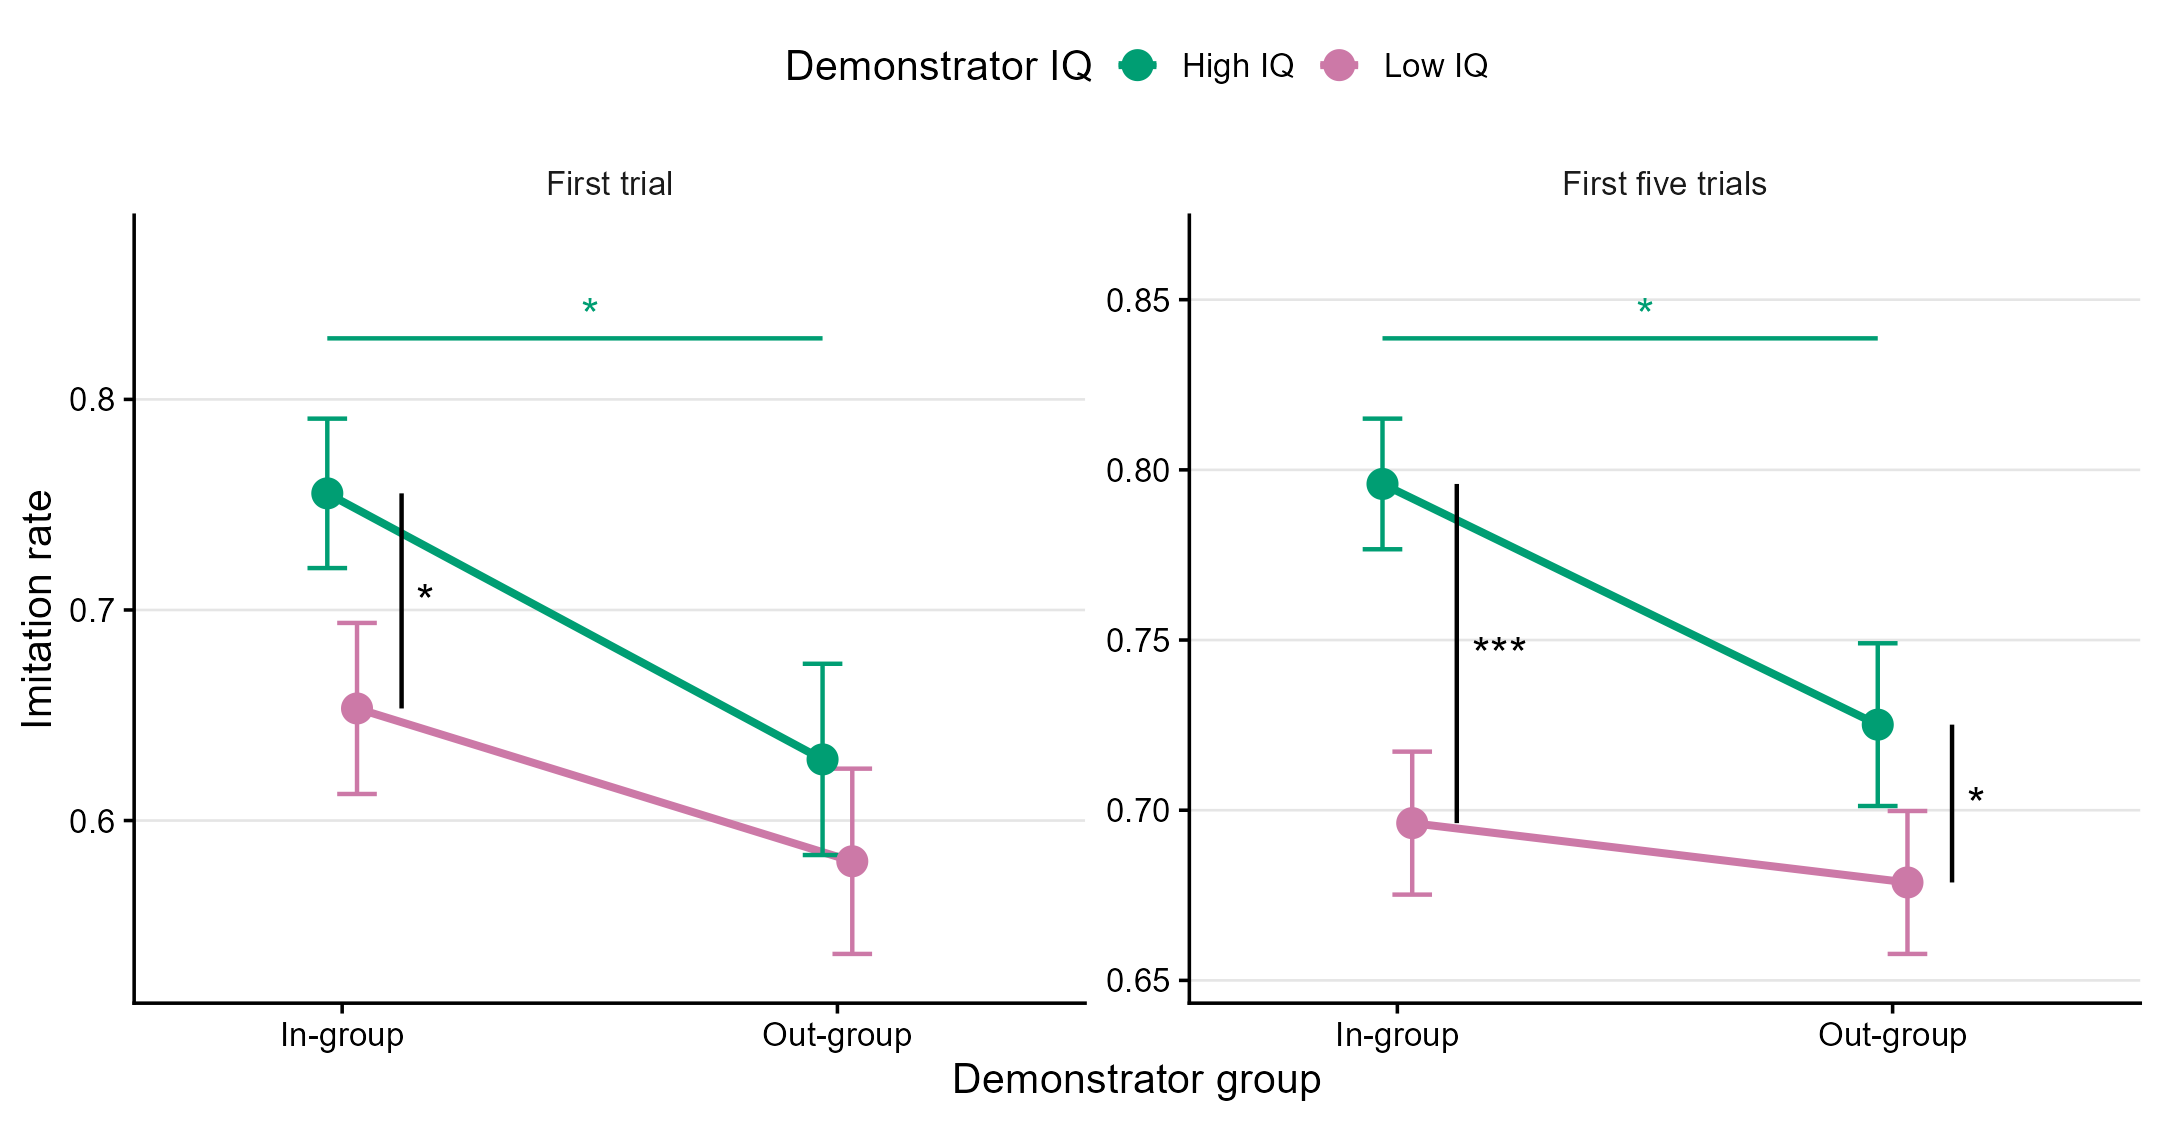 Demonstrator IQ High IQ Low IQ
First trial
First five trials
Imitation rate
0.8
0.7
0.6
*
*
In-group
Out-group
0.85
0.80
0.75
0.70
0.65
*
***
*
In-group
Out-group
Demonstrator group